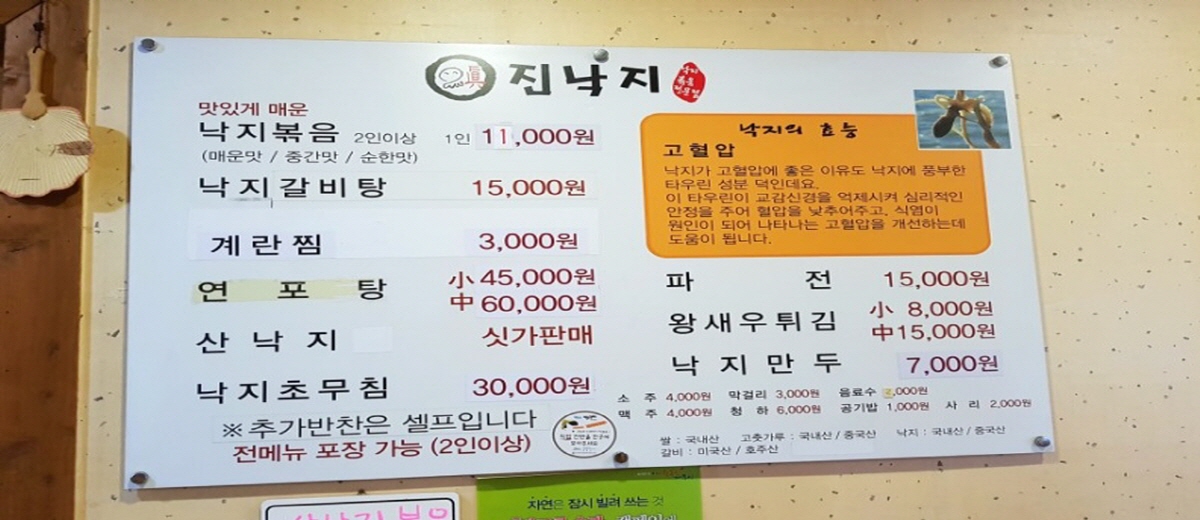 眞 진낙지 낙지볶음전문점
맛있게 매운
낙지볶음 2인이상 1인 11,000원
(매운맛 / 중간맛 / 순한맛)
낙지갈비탕 15,000원
계란찜 3,000원
연 포 탕 小 45,000원
中 60,000원
산 낙 지 싯가판매
낙지초무침 30,000원
※추가반찬은 셀프입니다
전메뉴 포장 가능 (2인이상)
낙지의 효능
고혈압
낙지가 고혈압에 좋은 이유도 낙지에 풍부한
타우린 성분 덕인데요.
이 타우린이 교감신경을 억제시켜 심리적인
안정을 주어 혈압을 낮추어주고, 식염이
원인이 되어 나타나는 고혈압을 개선하는데
도움이 됩니다.
파 전 15,000원
왕새우튀김 小 8,000원
中 15,000원
낙 지 만 두 7,000원
소 주 4,000원 막걸리 3,000원 음료수
맥 주 4,000원 청 하 6,000원 공기밥 1,000원 사 리 2,000원
쌀 : 국내산 고춧가루 : 국내산 / 중국산 낙지 : 국내산 / 중국산
갈비 : 미국산 / 호주산
자연은 잠시 빌려 쓰는 것